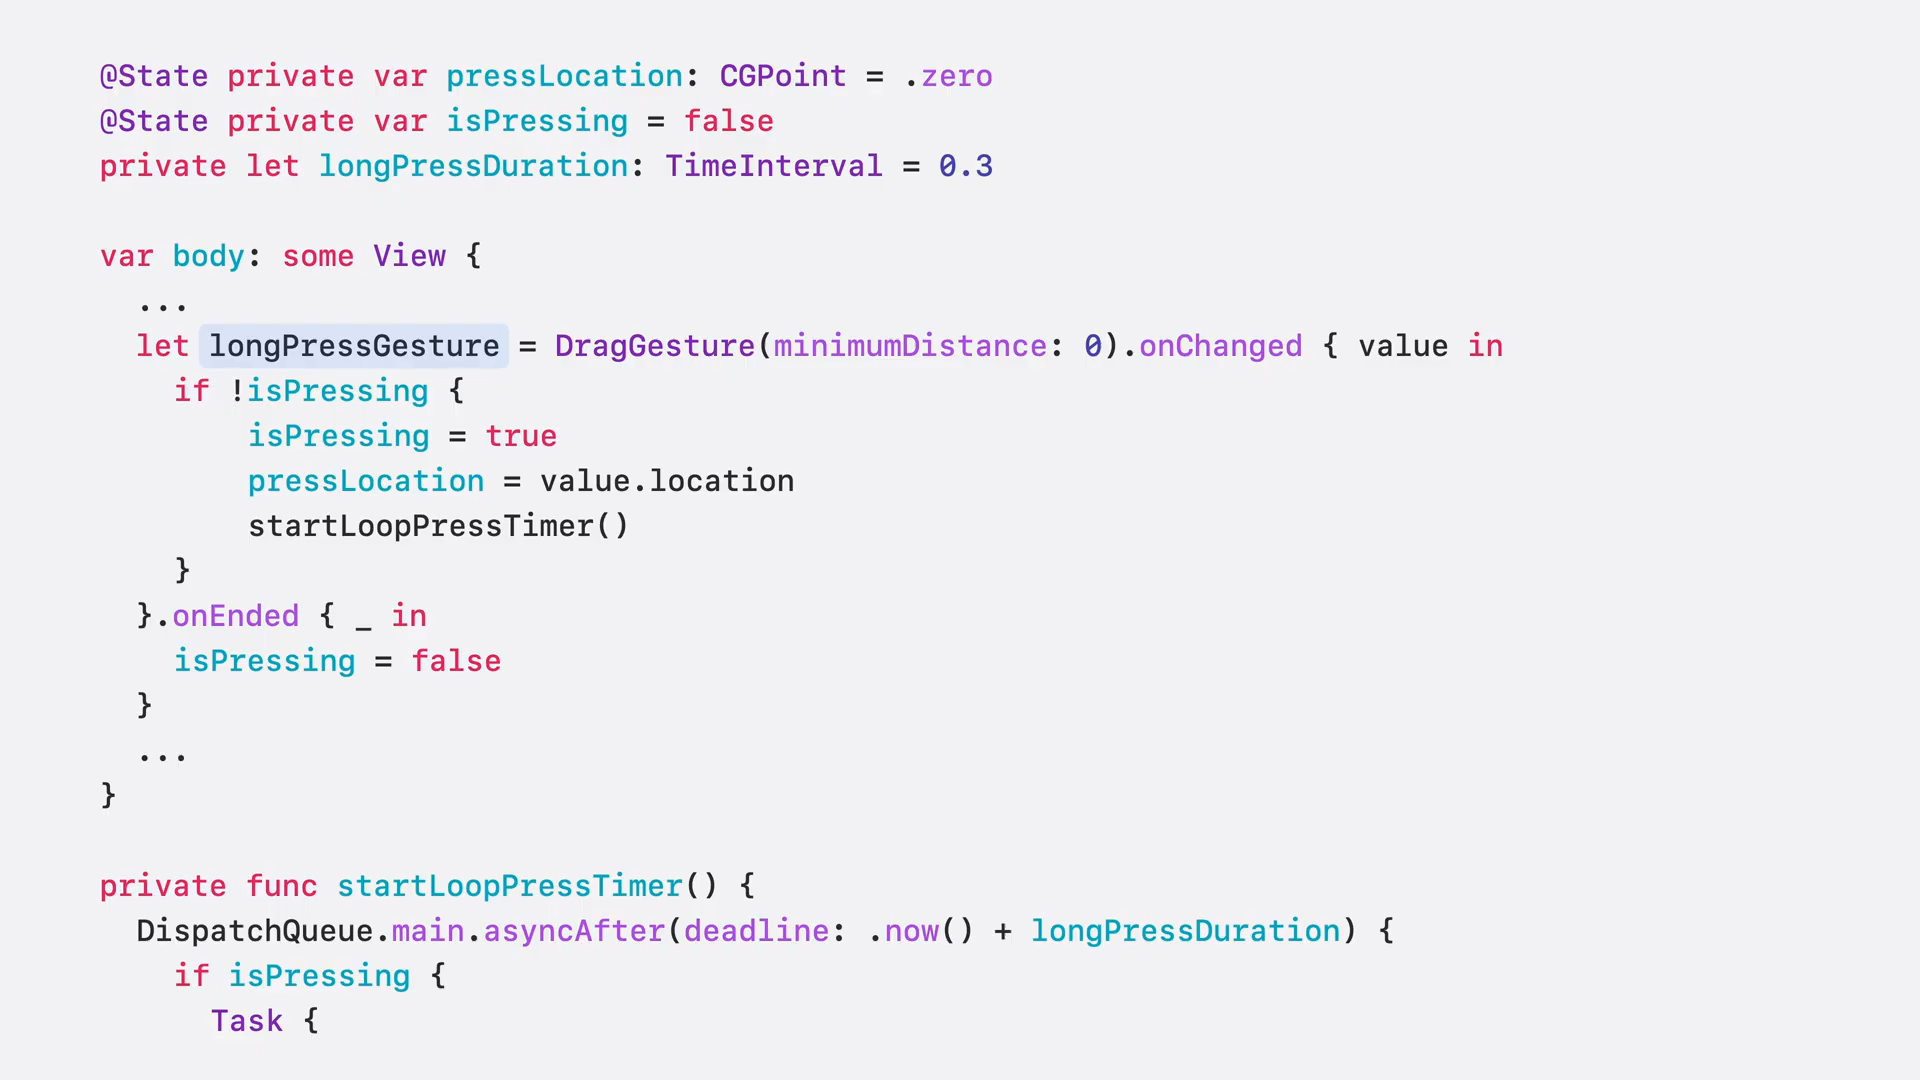 @State private var pressLocation: CGPoint = .zero
@State private var isPressing = false
private let longPressDuration: TimeInterval = 0.3
var body: some View {
...
let longPressGesture = DragGesture(minimumDistance: 0).onChanged { value in
if !isPressing {
isPressing = true
pressLocation = value.location
startLoopPressTimer()
}
}.onEnded { _ in
isPressing = false
}
...
}
private func startLoopPressTimer() {
DispatchQueue.main.asyncAfter(deadline: .now() + longPressDuration) {
if isPressing {
Task {